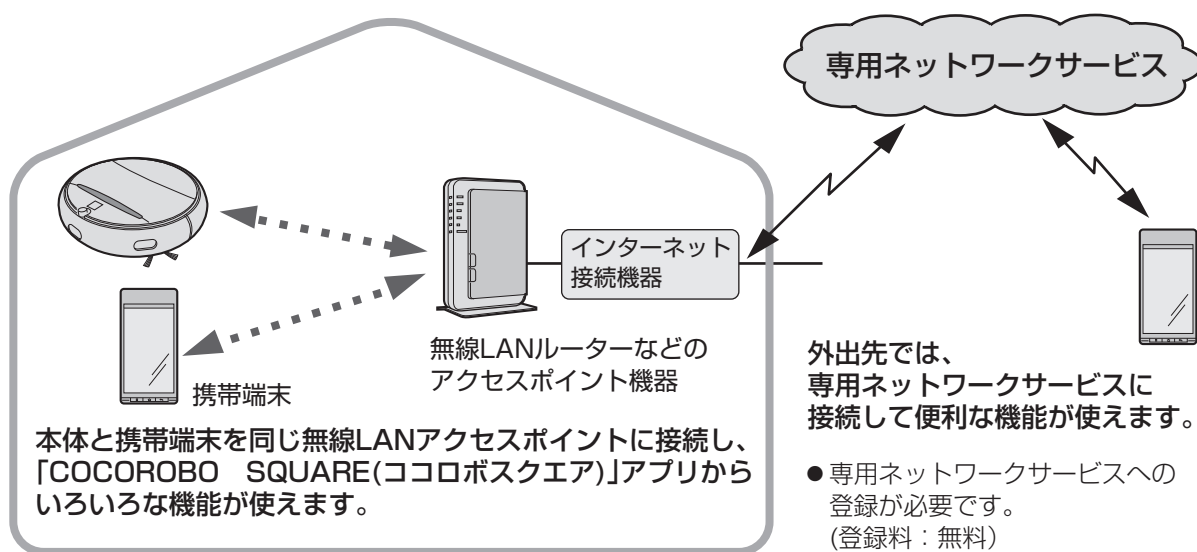 専用ネットワークサービス
インターネット
接続機器
無線LANルーターなどの
アクセスポイント機器
携帯端末
本体と携帯端末を同じ無線LANアクセスポイントに接続し、
「COCOROBO　SQUARE(ココロボスクエア)」アプリから
いろいろな機能が使えます。
外出先では、
専用ネットワークサービスに
接続して便利な機能が使えます。
●専用ネットワークサービスへの
登録が必要です。
(登録料：無料）